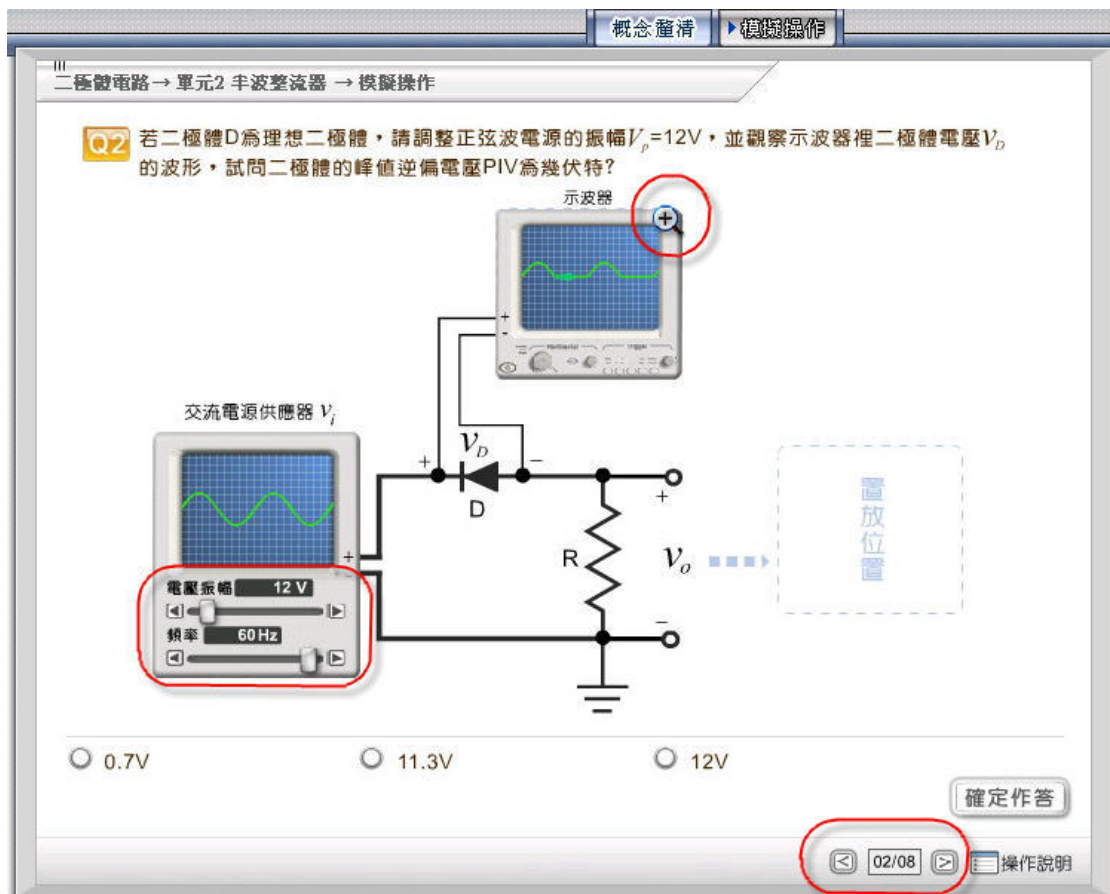 概念釐清 模擬操作
二極體電路→ 單元2 半波整流器 → 模擬操作
Q2 若二極體D為理想二極體，請調整正弦波電源的振幅Vp=12V，並觀察示波器裡二極體電壓VD
的波形，試問二極體的峰值逆偏電壓PIV為幾伏特?
示波器
+
-
交流電源供應器 vi
+ VD −
D
+
R vo
−
置放位置
+
電壓振幅 12 V
頻率 60 Hz
0.7V 11.3V 12V
確定作答
< 02/08 > 操作說明